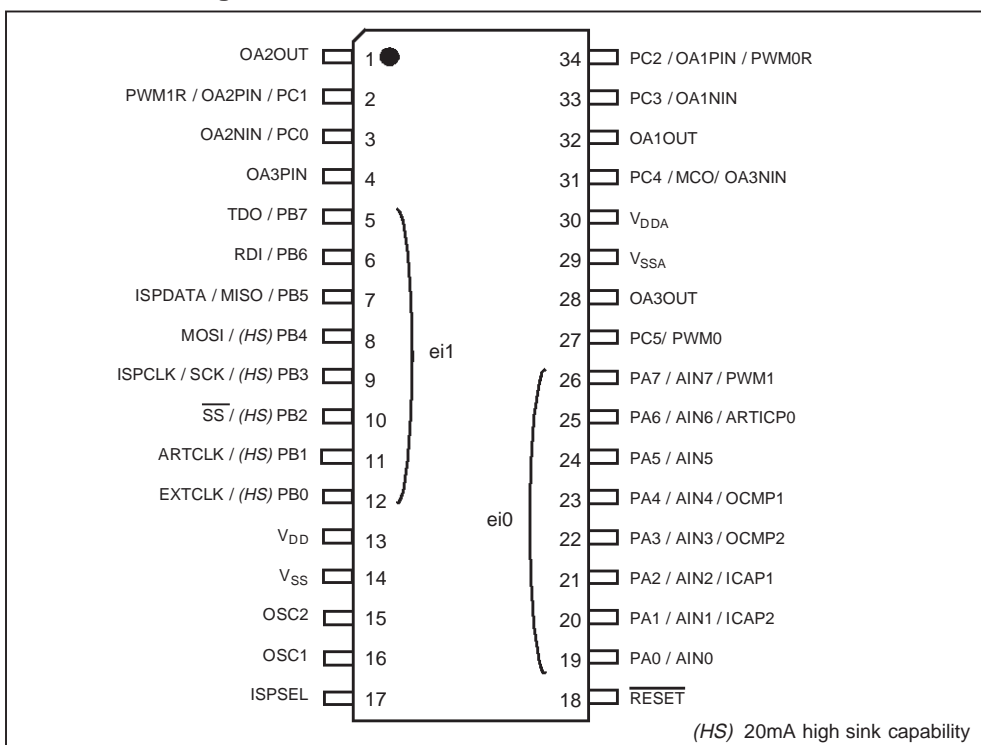 OA2OUT 1 34 PC2 / OA1PIN / PWM0R
PWM1R / OA2PIN / PC1 2 33 PC3 / OA1NIN
OA2NIN / PC0 3 32 OA1OUT
OA3PIN 4 31 PC4 / MCO/ OA3NIN
TDO / PB7 5 30 VDDA
RDI / PB6 6 29 VSSA
ISPDATA / MISO / PB5 7 28 OA3OUT
MOSI / (HS) PB4 8 27 PC5/ PWM0
ei1
ISPCLK / SCK / (HS) PB3 9 26 PA7 / AIN7 / PWM1
SS / (HS) PB2 10 25 PA6 / AIN6 / ARTICP0
ARTCLK / (HS) PB1 11 24 PA5 / AIN5
EXTCLK / (HS) PB0 12 23 PA4 / AIN4 / OCMP1
ei0
VDD 13 22 PA3 / AIN3 / OCMP2
VSS 14 21 PA2 / AIN2 / ICAP1
OSC2 15 20 PA1 / AIN1 / ICAP2
OSC1 16 19 PA0 / AIN0
ISPSEL 17 18 RESET
(HS) 20mA high sink capability